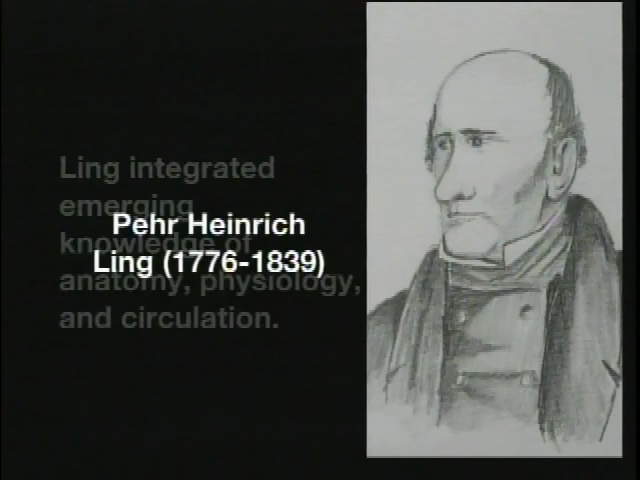 Pehr Heinrich
Ling (1776-1839)
Ling integrated
emerging
knowledge of
anatomy, physiology,
and circulation.